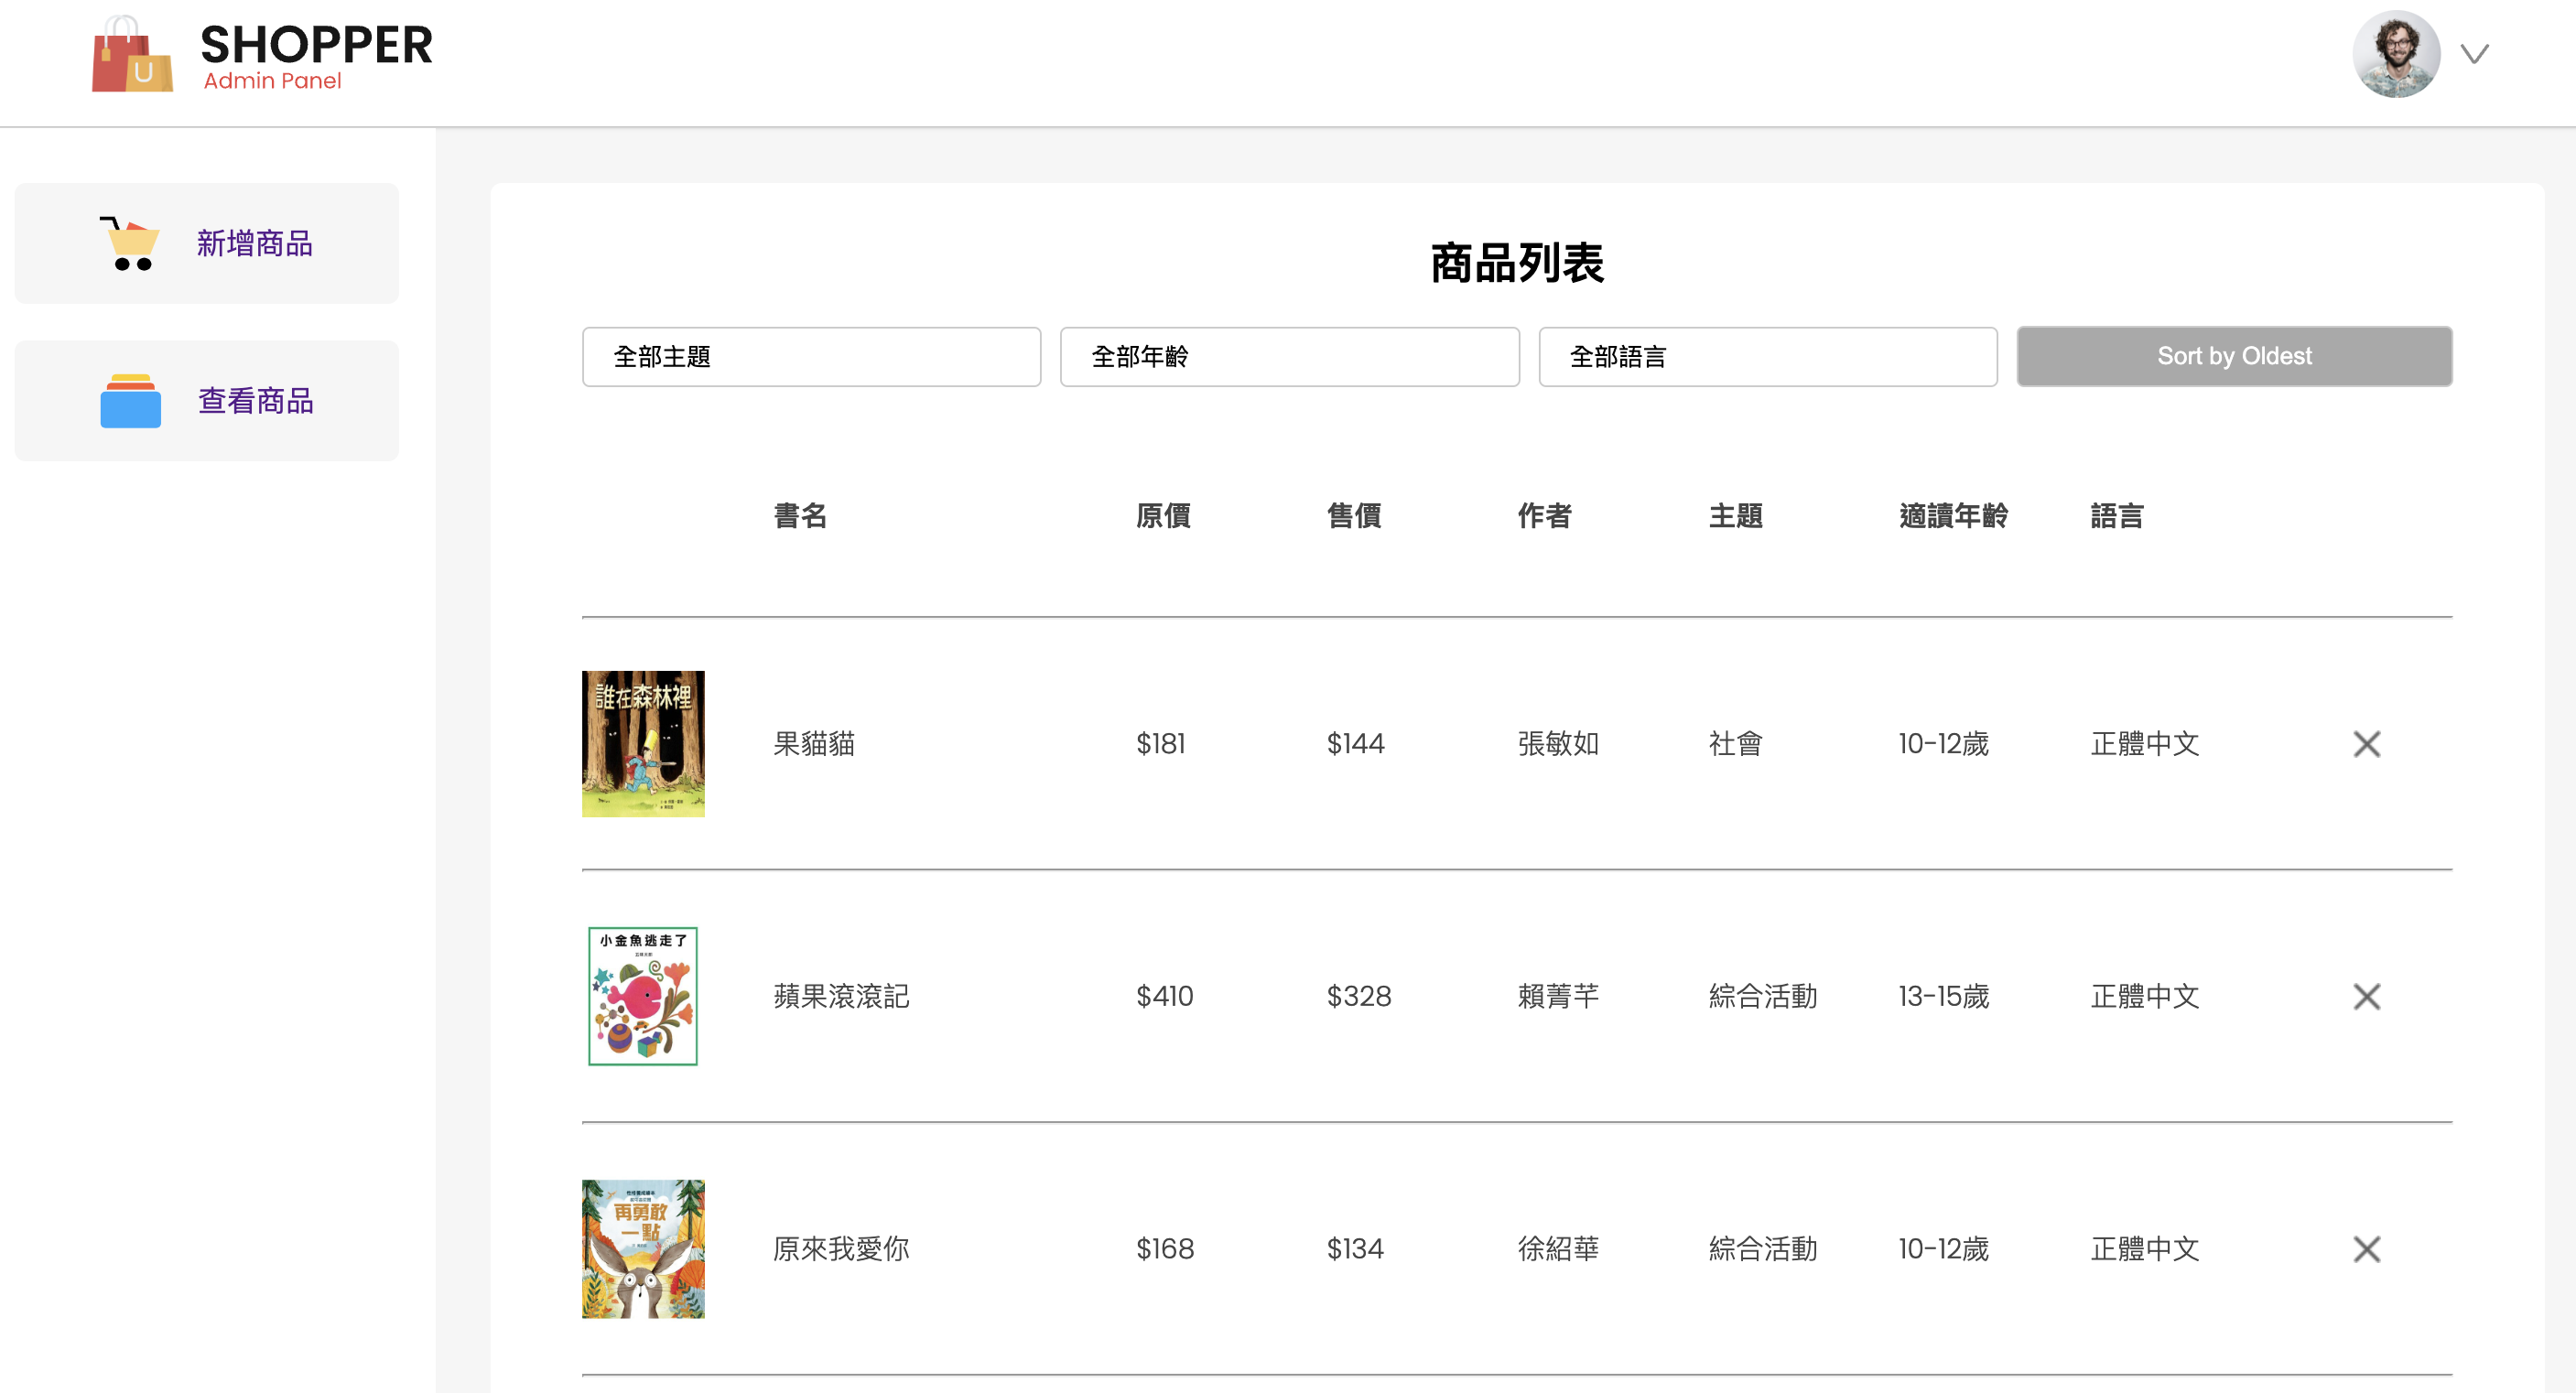 SHOPPER
Admin Panel
新增商品
查看商品
商品列表
全部主題 全部年齡 全部語言 Sort by Oldest
書名 原價 售價 作者 主題 適讀年齡 語言
誰在森林裡
果貓貓 $181 $144 張敏如 社會 10-12歲 正體中文
小金魚逃走了
蘋果滾滾記 $410 $328 賴菁芊 綜合活動 13-15歲 正體中文
再勇敢
一點
原來我愛你 $168 $134 徐紹華 綜合活動 10-12歲 正體中文